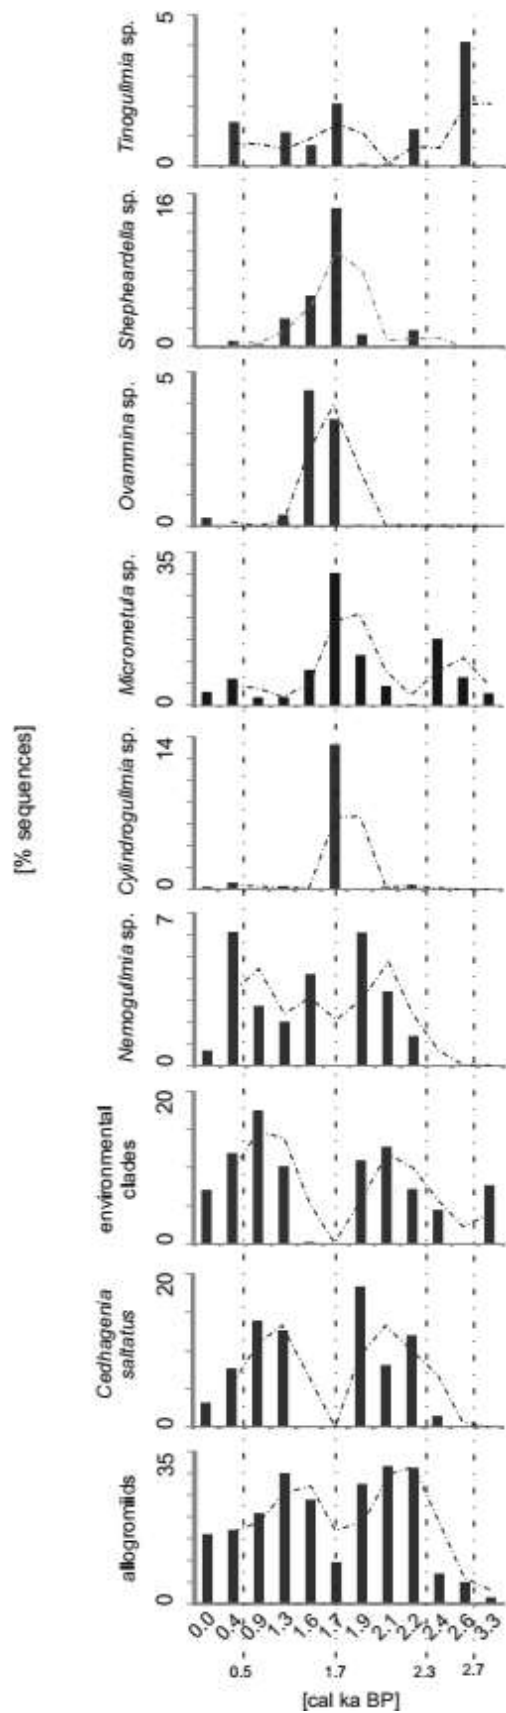 [% sequences]
Tinogullmia sp.
5
0
Shepheardella sp.
16
0
Ovammina sp.
5
0
Micrometula sp.
35
0
Cylindrogullmia sp.
14
0
Nemogullmia sp.
7
0
environmental
clades
20
0
Cedhagenia
saltatus
20
0
allogromiids
35
0
0.0 0.4 0.9 1.3 1.6 1.7 1.9 2.1 2.2 2.4 2.6 3.3
0.5 1.7 2.3 2.7
[cal ka BP]